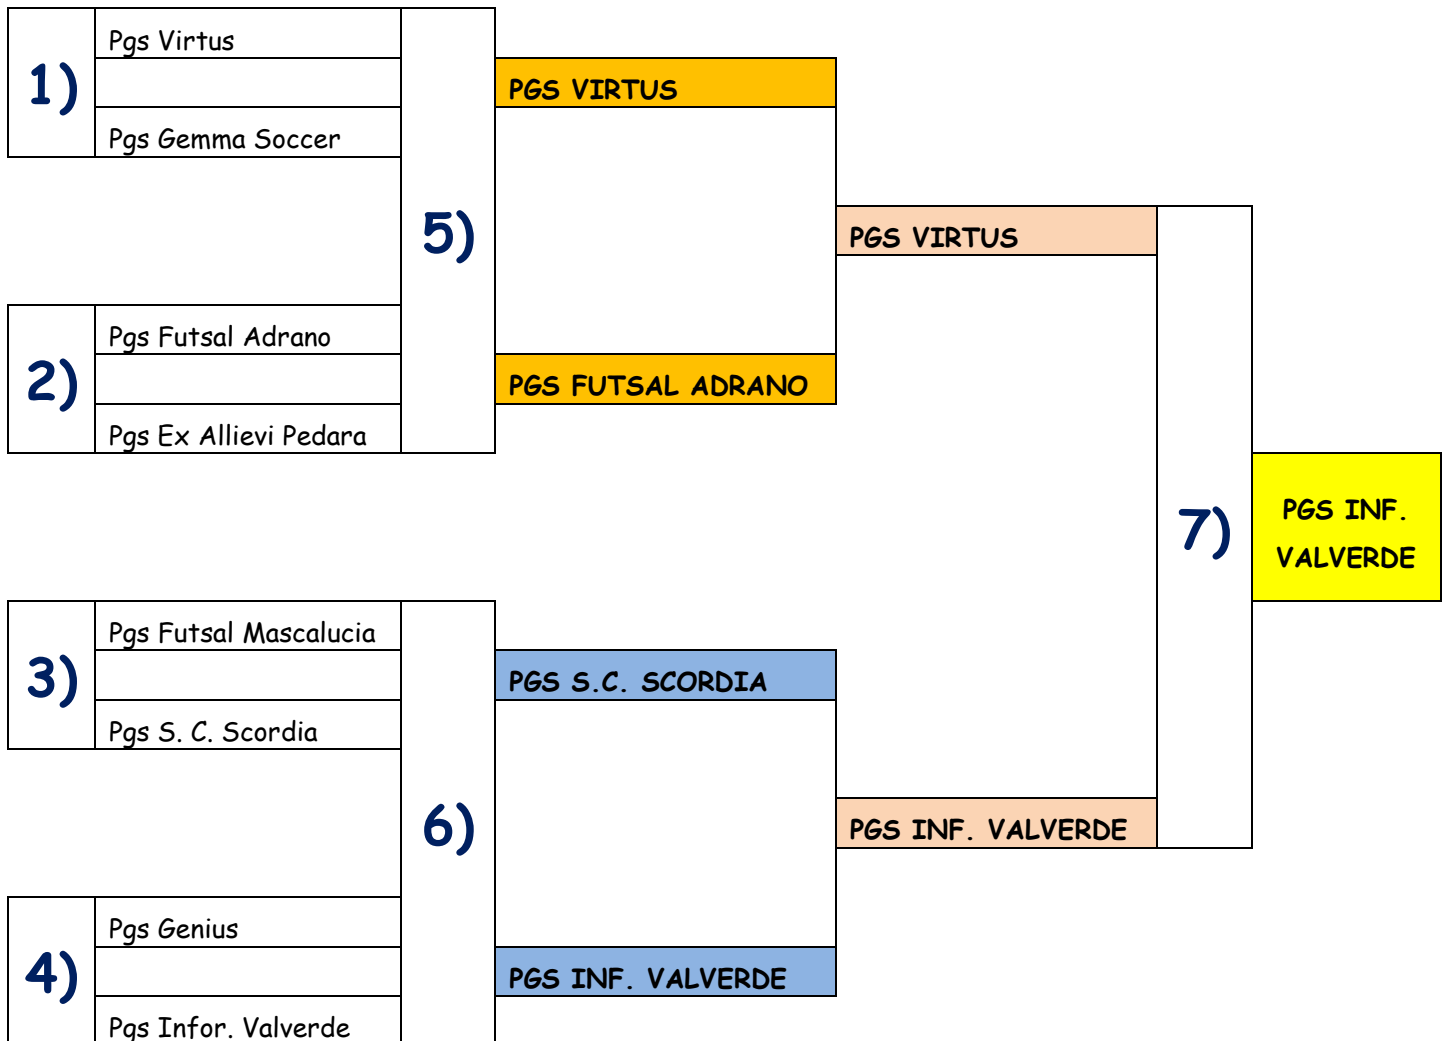 1)
Pgs Virtus
Pgs Gemma Soccer
2)
Pgs Futsal Adrano
Pgs Ex Allievi Pedara
5)
PGS VIRTUS
PGS FUTSAL ADRANO
3)
Pgs Futsal Mascalucia
Pgs S. C. Scordia
4)
Pgs Genius
Pgs Infor. Valverde
6)
PGS S.C. SCORDIA
PGS INF. VALVERDE
PGS VIRTUS
PGS INF. VALVERDE
7)
PGS INF.
VALVERDE